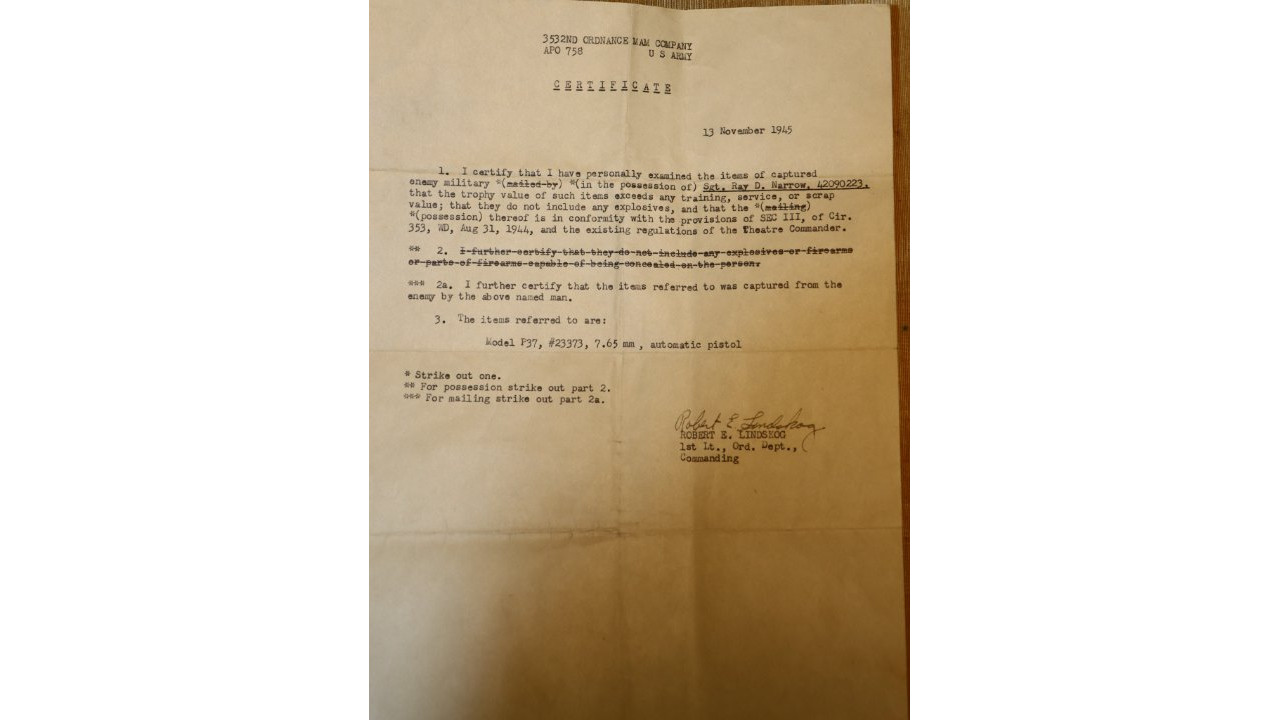 3532ND ORDNANCE MAM COMPANY
APO 758 U S ARMY
CERTIFICATE
13 November 1945
1. I certify that I have personally examined the items of captured
enemy military *(mailed by) *(in the possession of) Sgt. Ray D. Narrow, 42090223,
that the trophy value of such items exceeds any training, service, or scrap
value; that they do not include any explosives, and that the *(mailing)
*(possession) thereof is in conformity with the provisions of SEC III, of Cir.
353, WD, Aug 31, 1944, and the existing regulations of the Theatre Commander.
** 2. I further certify that they do not include any explosives or firearms
or parts of firearms capable of being concealed on the person.
*** 2a. I further certify that the items referred to was captured from the
enemy by the above named man.
3. The items referred to are:
Model P37, #23373, 7.65 mm, automatic pistol
* Strike out one.
** For possession strike out part 2.
*** For mailing strike out part 2a.
Robert E. Lindskog
ROBERT E. LINDSKOG
1st Lt., Ord. Dept.,
Commanding